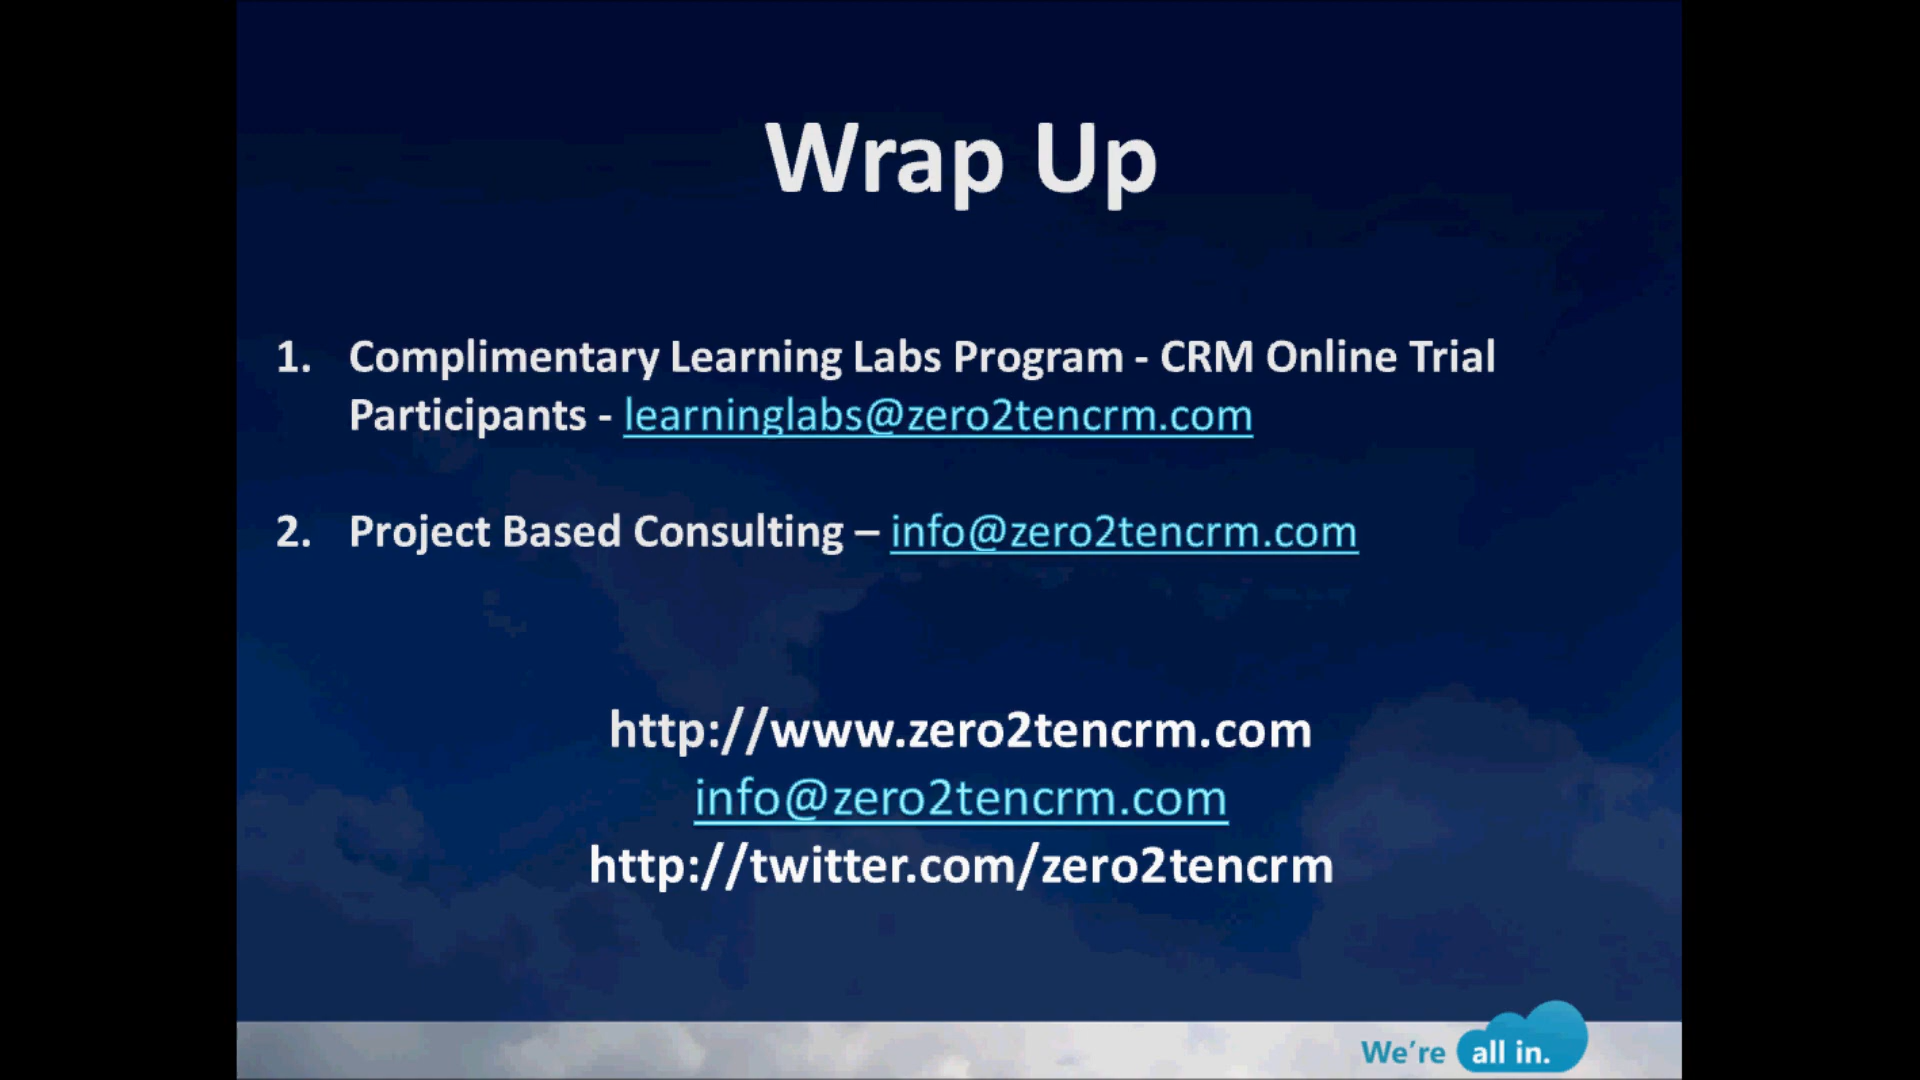 Wrap Up
1. Complimentary Learning Labs Program - CRM Online Trial
Participants - learninglabs@zero2tencrm.com
2. Project Based Consulting – info@zero2tencrm.com
http://www.zero2tencrm.com
info@zero2tencrm.com
http://twitter.com/zero2tencrm
We're all in.